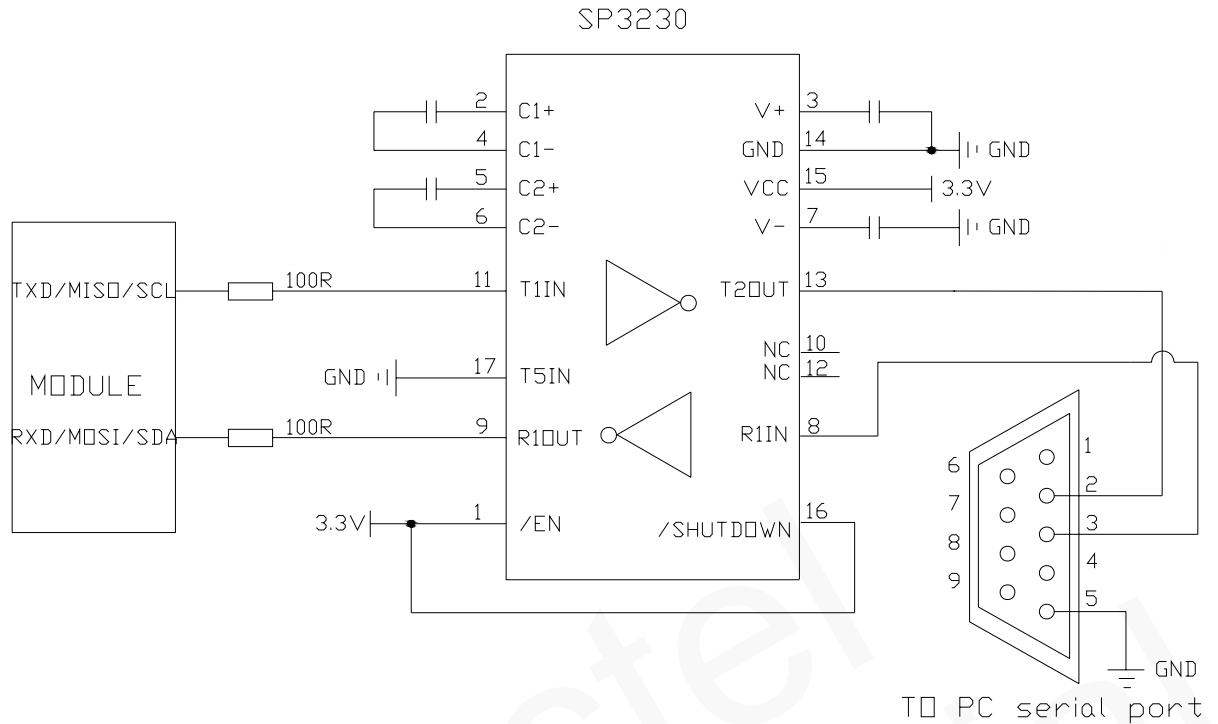 SP3230
2 C1+ V+ 3
4 C1- GND 14 GND
5 C2+ VCC 15 3.3V
6 C2- V- 7 GND
TXD/MISO/SCL 100R 11 T1IN T2OUT 13
NC 10
GND 17 T5IN NC 12
MODULE
RXD/MOSI/SDA 100R 9 R1OUT R1IN 8
3.3V 1 /EN /SHUTDOWN 16
1
6
2
7
3
8
4
9
5
GND
TO PC serial port